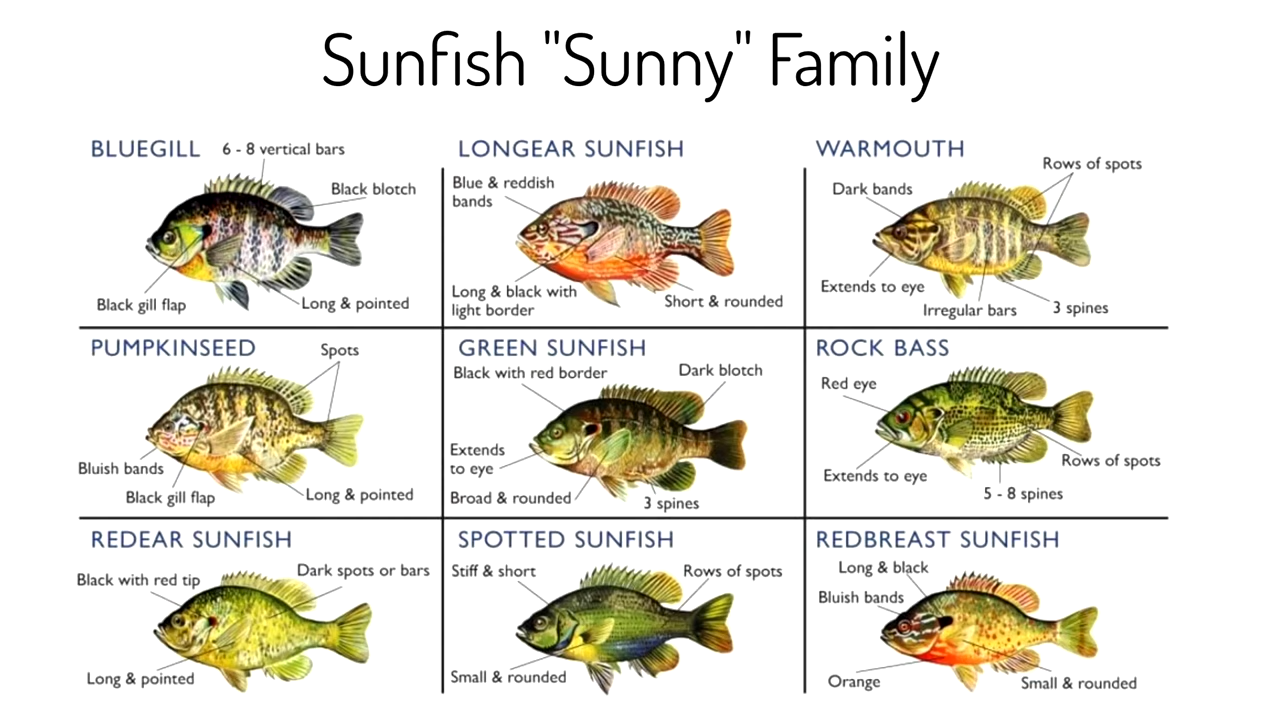 Sunfish "Sunny" Family
BLUEGILL
6 - 8 vertical bars
Black blotch
Black gill flap
Long & pointed
LONGEAR SUNFISH
Blue & reddish
bands
Long & black with
light border
Short & rounded
WARMOUTH
Rows of spots
Dark bands
Extends to eye
Irregular bars
3 spines
PUMPKINSEED
Spots
Bluish bands
Black gill flap
Long & pointed
GREEN SUNFISH
Black with red border
Dark blotch
Extends
to eye
Broad & rounded
3 spines
ROCK BASS
Red eye
Extends to eye
Rows of spots
5 - 8 spines
REDEAR SUNFISH
Black with red tip
Dark spots or bars
Long & pointed
SPOTTED SUNFISH
Stiff & short
Rows of spots
Small & rounded
REDBREAST SUNFISH
Long & black
Bluish bands
Orange
Small & rounded